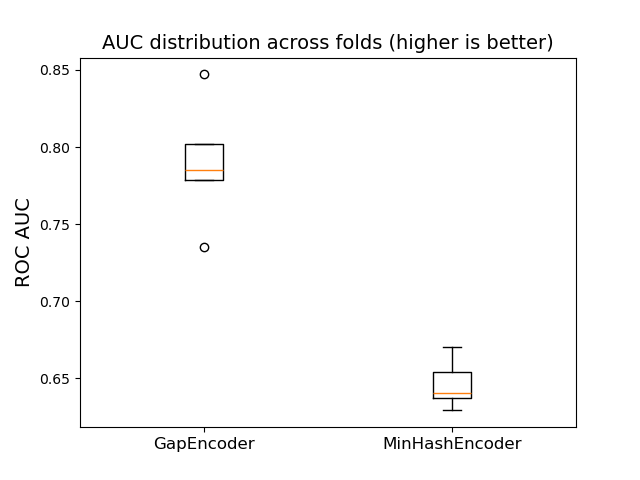 AUC distribution across folds (higher is better)
ROC AUC
0.85
0.80
0.75
0.70
0.65
GapEncoder
MinHashEncoder